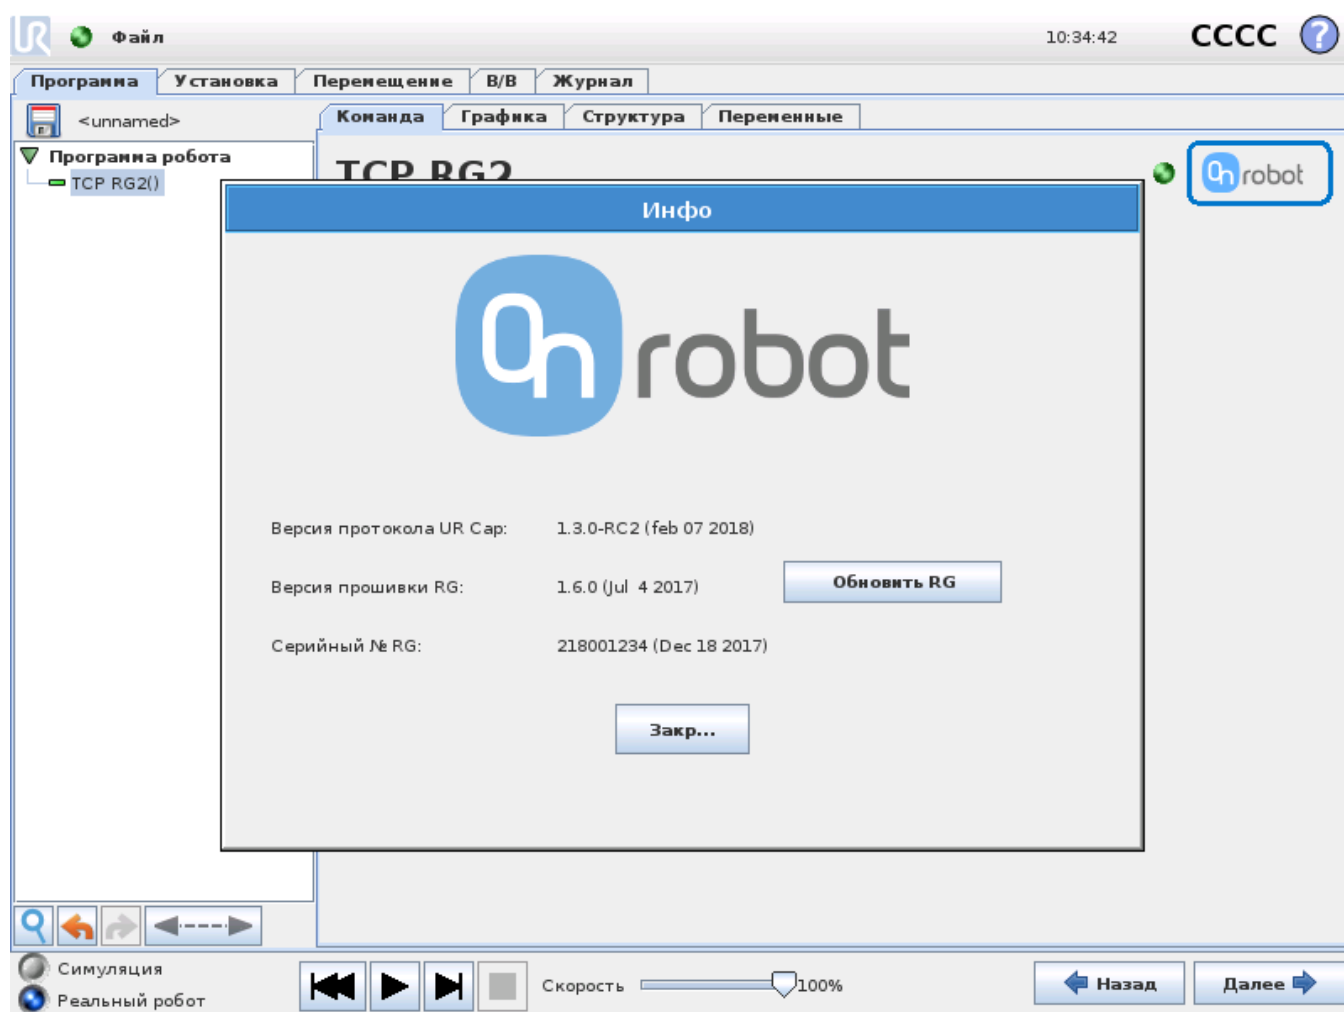 UR Файл 10:34:42 CCCC ?
Программа Установка Перемещение В/В Журнал
<unnamed> Команда Графика Структура Переменные
Программа робота
TCP RG2()
TCP RG2
On robot
Инфо
On robot
Версия протокола UR Cap: 1.3.0-RC2 (feb 07 2018)
Версия прошивки RG: 1.6.0 (Jul 4 2017) Обновить RG
Серийный № RG: 218001234 (Dec 18 2017)
Закр...
Симуляция
Реальный робот
Скорость 100% Назад Далее